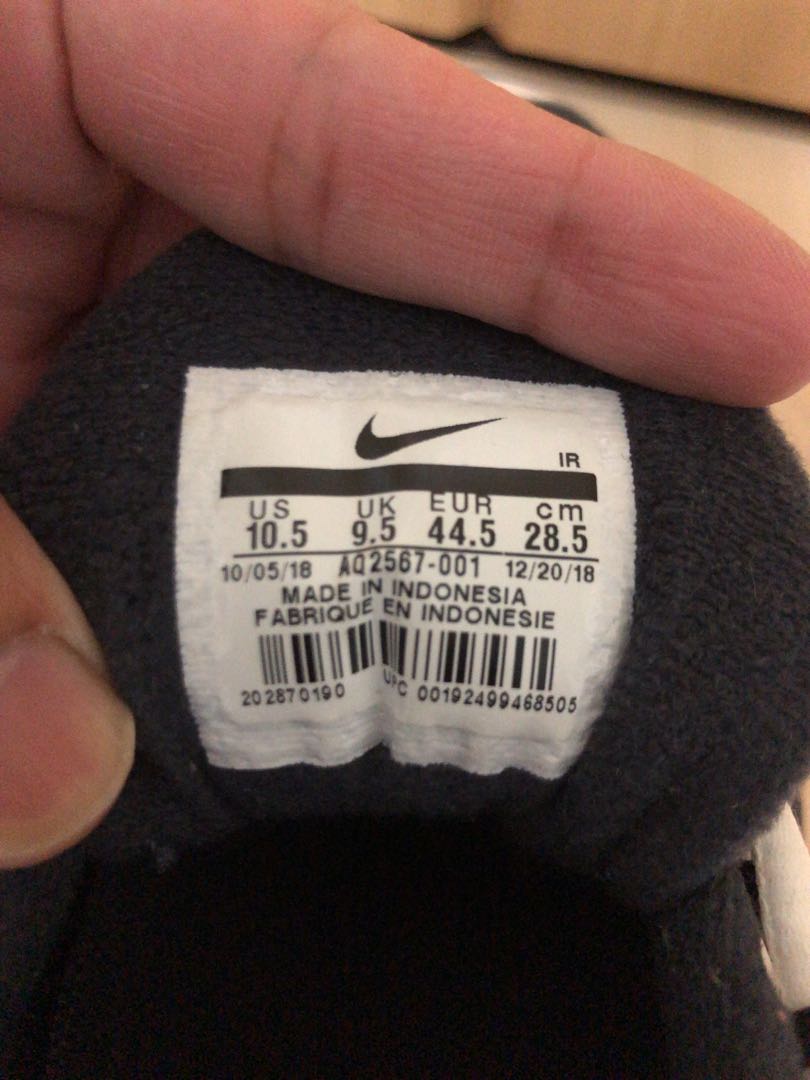 IR
US UK EUR cm
10.5 9.5 44.5 28.5
10/05/18 AQ2567-001 12/20/18
MADE IN INDONESIA
FABRIQUE EN INDONESIE
202870190 UPC 00192499468505